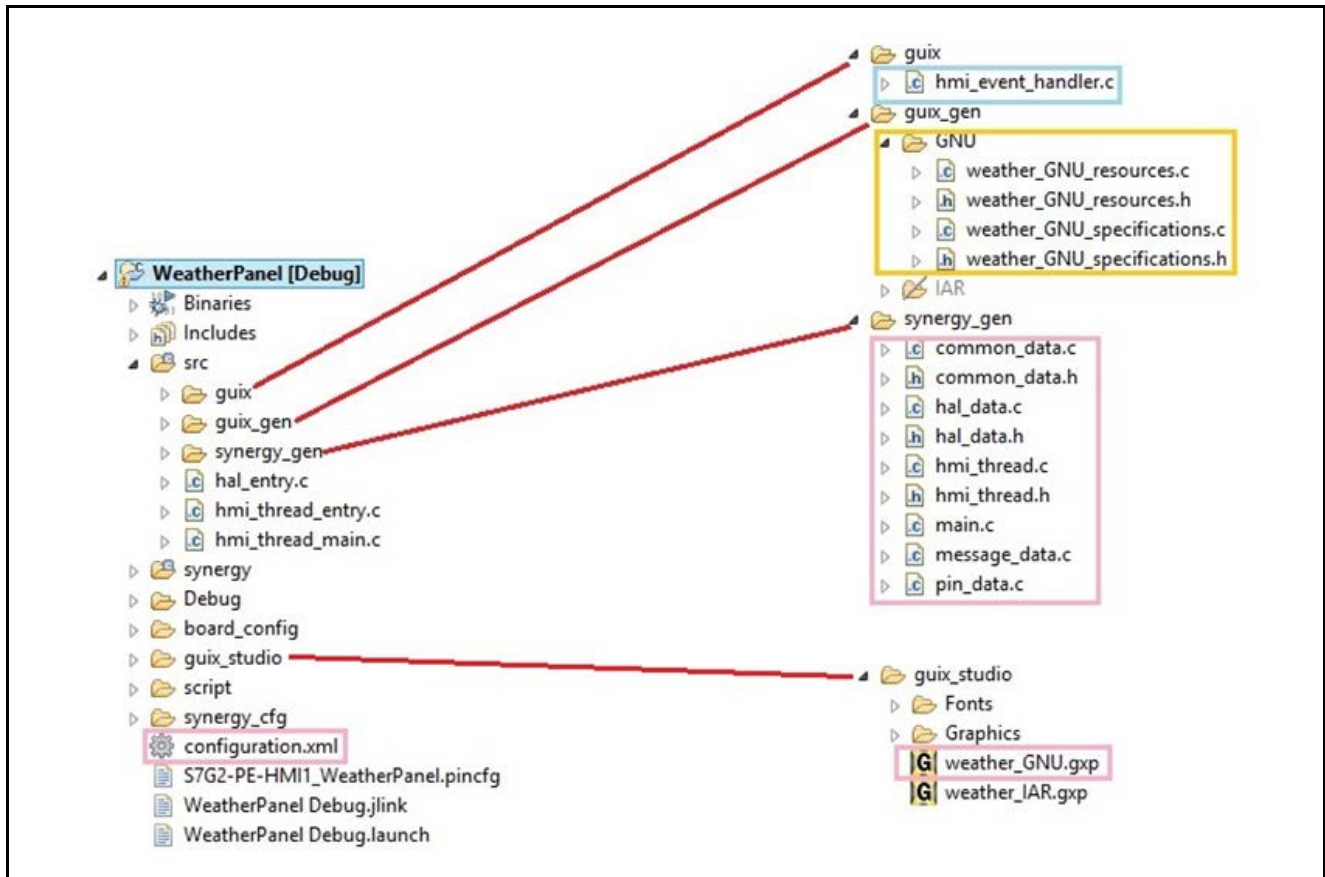 WeatherPanel [Debug]
Binaries
Includes
src
guix
guix_gen
synergy_gen
hal_entry.c
hmi_thread_entry.c
hmi_thread_main.c
synergy
Debug
board_config
guix_studio
script
synergy_cfg
configuration.xml
S7G2-PE-HMI1_WeatherPanel.pincfg
WeatherPanel Debug.jlink
WeatherPanel Debug.launch
guix
.c hmi_event_handler.c
guix_gen
GNU
.c weather_GNU_resources.c
.h weather_GNU_resources.h
.c weather_GNU_specifications.c
.h weather_GNU_specifications.h
IAR
synergy_gen
.c common_data.c
.h common_data.h
.c hal_data.c
.h hal_data.h
.c hmi_thread.c
.h hmi_thread.h
.c main.c
.c message_data.c
.c pin_data.c
guix_studio
Fonts
Graphics
G weather_GNU.gxp
G weather_IAR.gxp